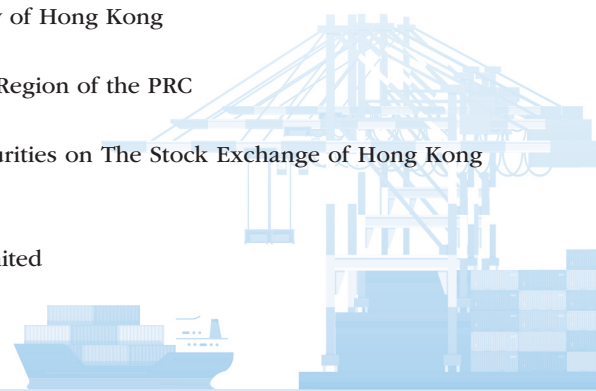 of Hong Kong
Region of the PRC
urities on The Stock Exchange of Hong Kong
ited